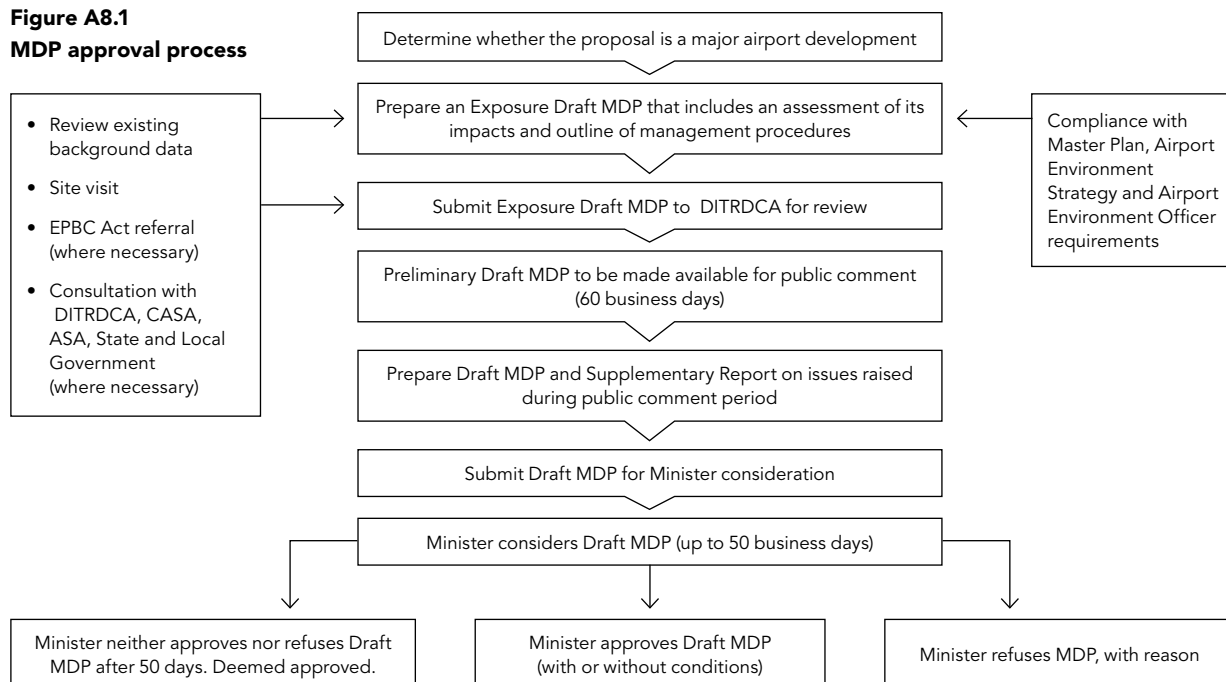 Figure A8.1
MDP approval process
Determine whether the proposal is a major airport development
• Review existing
background data
• Site visit
• EPBC Act referral
(where necessary)
• Consultation with
DITRDCA, CASA,
ASA, State and Local
Government
(where necessary)
Prepare an Exposure Draft MDP that includes an assessment of its
impacts and outline of management procedures
Compliance with
Master Plan, Airport
Environment
Strategy and Airport
Environment Officer
requirements
Submit Exposure Draft MDP to DITRDCA for review
Preliminary Draft MDP to be made available for public comment
(60 business days)
Prepare Draft MDP and Supplementary Report on issues raised
during public comment period
Submit Draft MDP for Minister consideration
Minister considers Draft MDP (up to 50 business days)
Minister neither approves nor refuses Draft
MDP after 50 days. Deemed approved.
Minister approves Draft MDP
(with or without conditions)
Minister refuses MDP, with reason